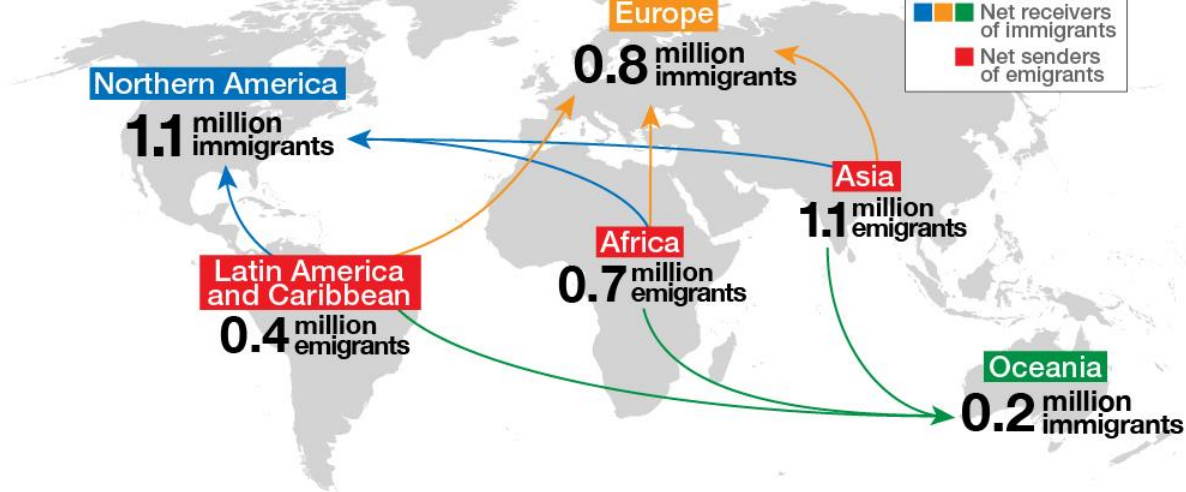 Europe
0.8 million immigrants
Net receivers
of immigrants
Net senders
of emigrants
Northern America
1.1 million immigrants
Asia
1.1 million emigrants
Africa
0.7 million emigrants
Latin America
and Caribbean
0.4 million emigrants
Oceania
0.2 million immigrants